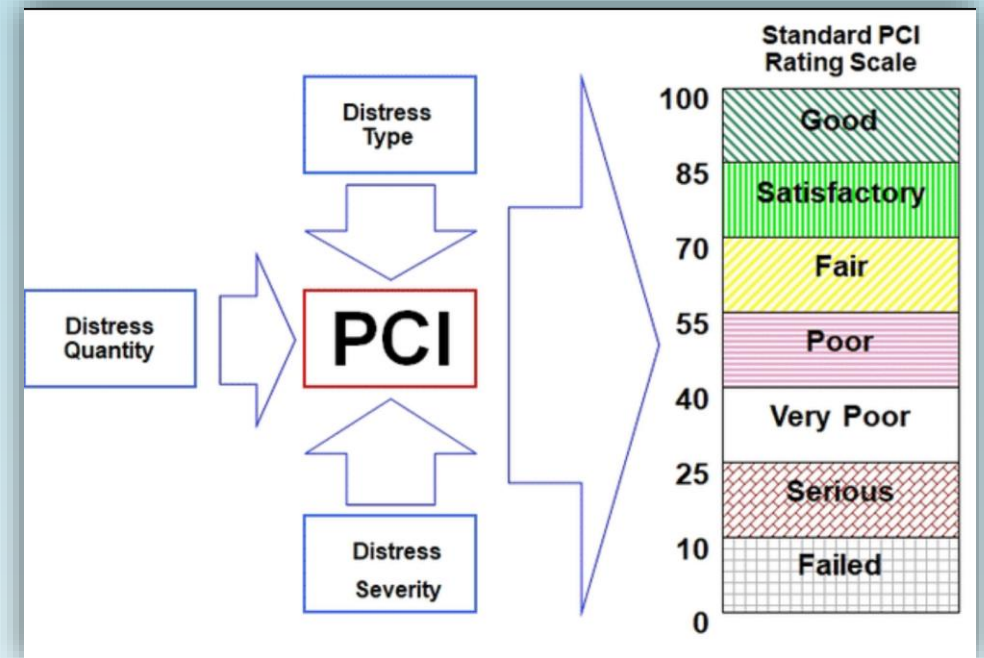 Distress
Type
Distress
Quantity
PCI
Distress
Severity
Standard PCI
Rating Scale
100
Good
85
Satisfactory
70
Fair
55
Poor
40
Very Poor
25
Serious
10
Failed
0